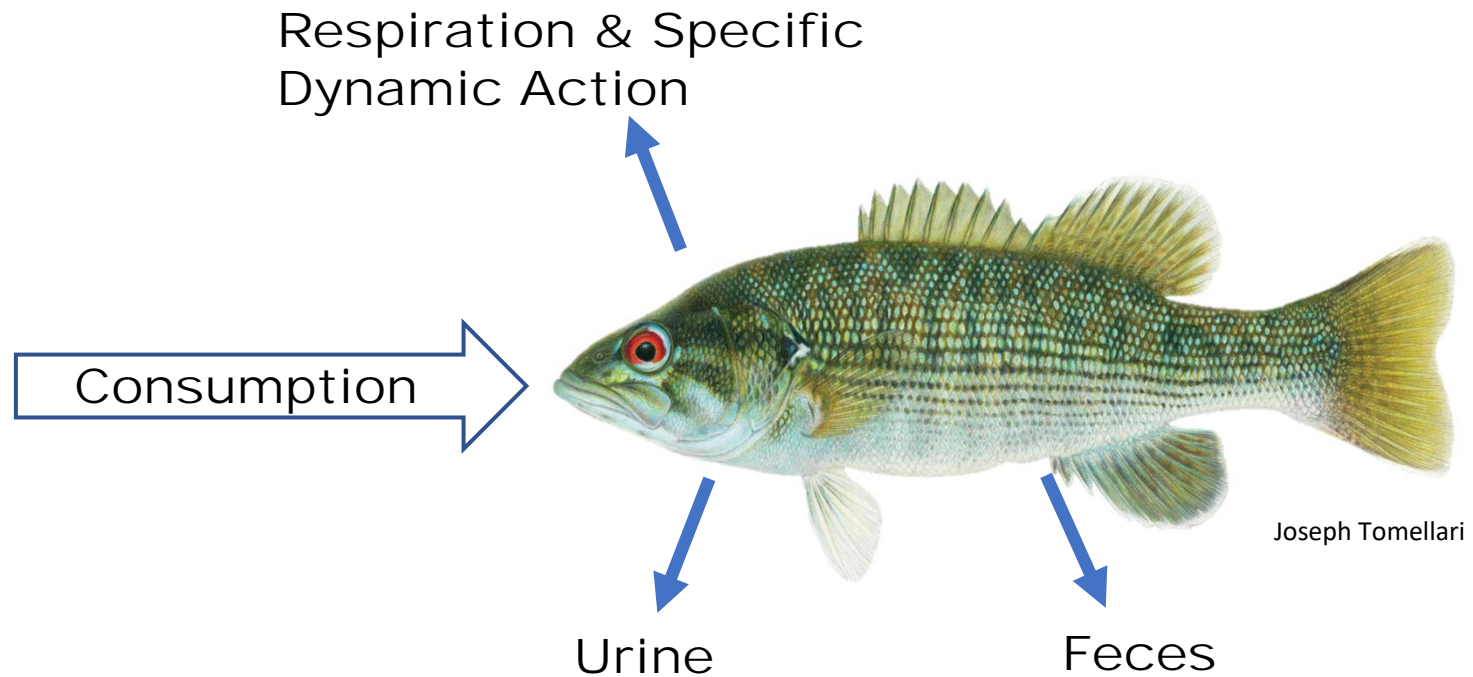 Respiration & Specific
Dynamic Action
Consumption
Joseph Tomellari
Urine
Feces